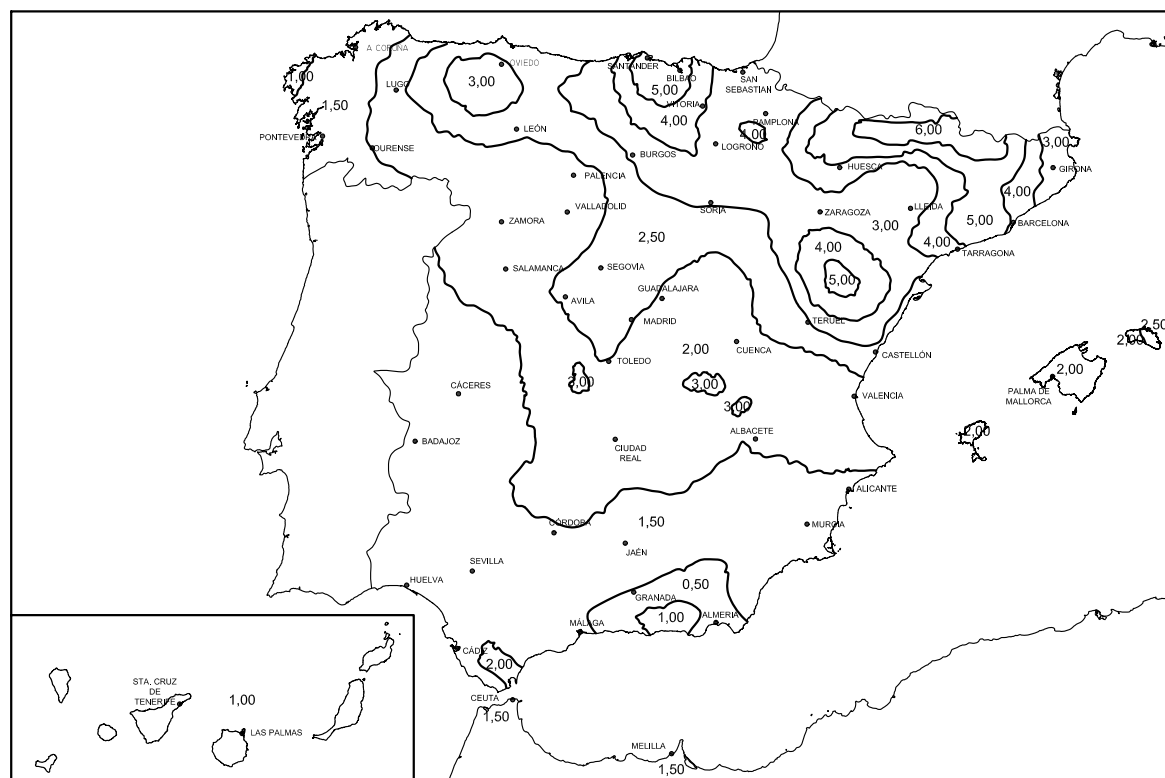 A CORUÑA
SANTANDER
OVIEDO
BILBAO
SAN
SEBASTIAN
1,00
LUGO
3,00
5,00
VITORIA
1,50
4,00
PAMPLONA
4,00
6,00
PONTEVEDRA
LEÓN
LOGROÑO
3,00
OURENSE
BURGOS
HUESCA
GIRONA
PALENCIA
4,00
VALLADOLID
SORIA
ZARAGOZA
LLEIDA
ZAMORA
3,00
5,00
BARCELONA
2,50
4,00
4,00
TARRAGONA
SALAMANCA
SEGOVIA
5,00
AVILA
GUADALAJARA
MADRID
TERUEL
2,50
2,00
2,00
CUENCA
CASTELLÓN
TOLEDO
2,00
3,00
3,00
CÁCERES
PALMA DE
MALLORCA
VALENCIA
3,00
BADAJOZ
CIUDAD
REAL
ALBACETE
2,00
ALICANTE
1,50
CÓRDOBA
MURCIA
JAÉN
SEVILLA
HUELVA
0,50
GRANADA
1,00
MÁLAGA
ALMERIA
CÁDIZ
2,00
CEUTA
1,50
MELILLA
1,50
STA. CRUZ
DE
TENERIFE
1,00
LAS PALMAS